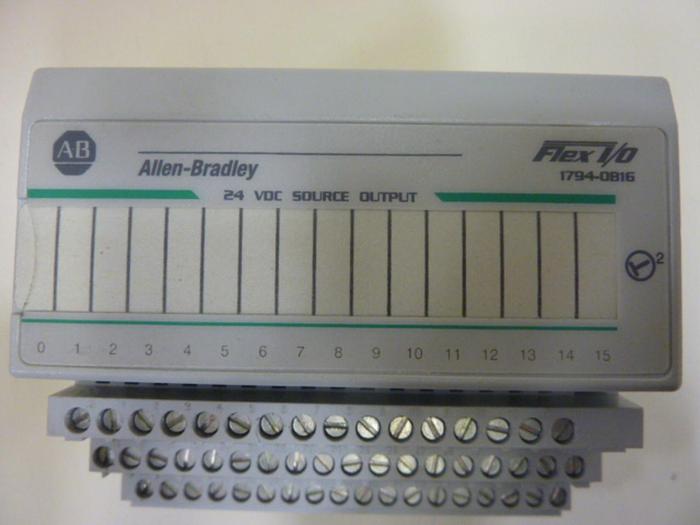 AB
Allen-Bradley
Flex I/O
1794-OB16
24 VDC SOURCE OUTPUT
2
0 1 2 3 4 5 6 7 8 9 10 11 12 13 14 15